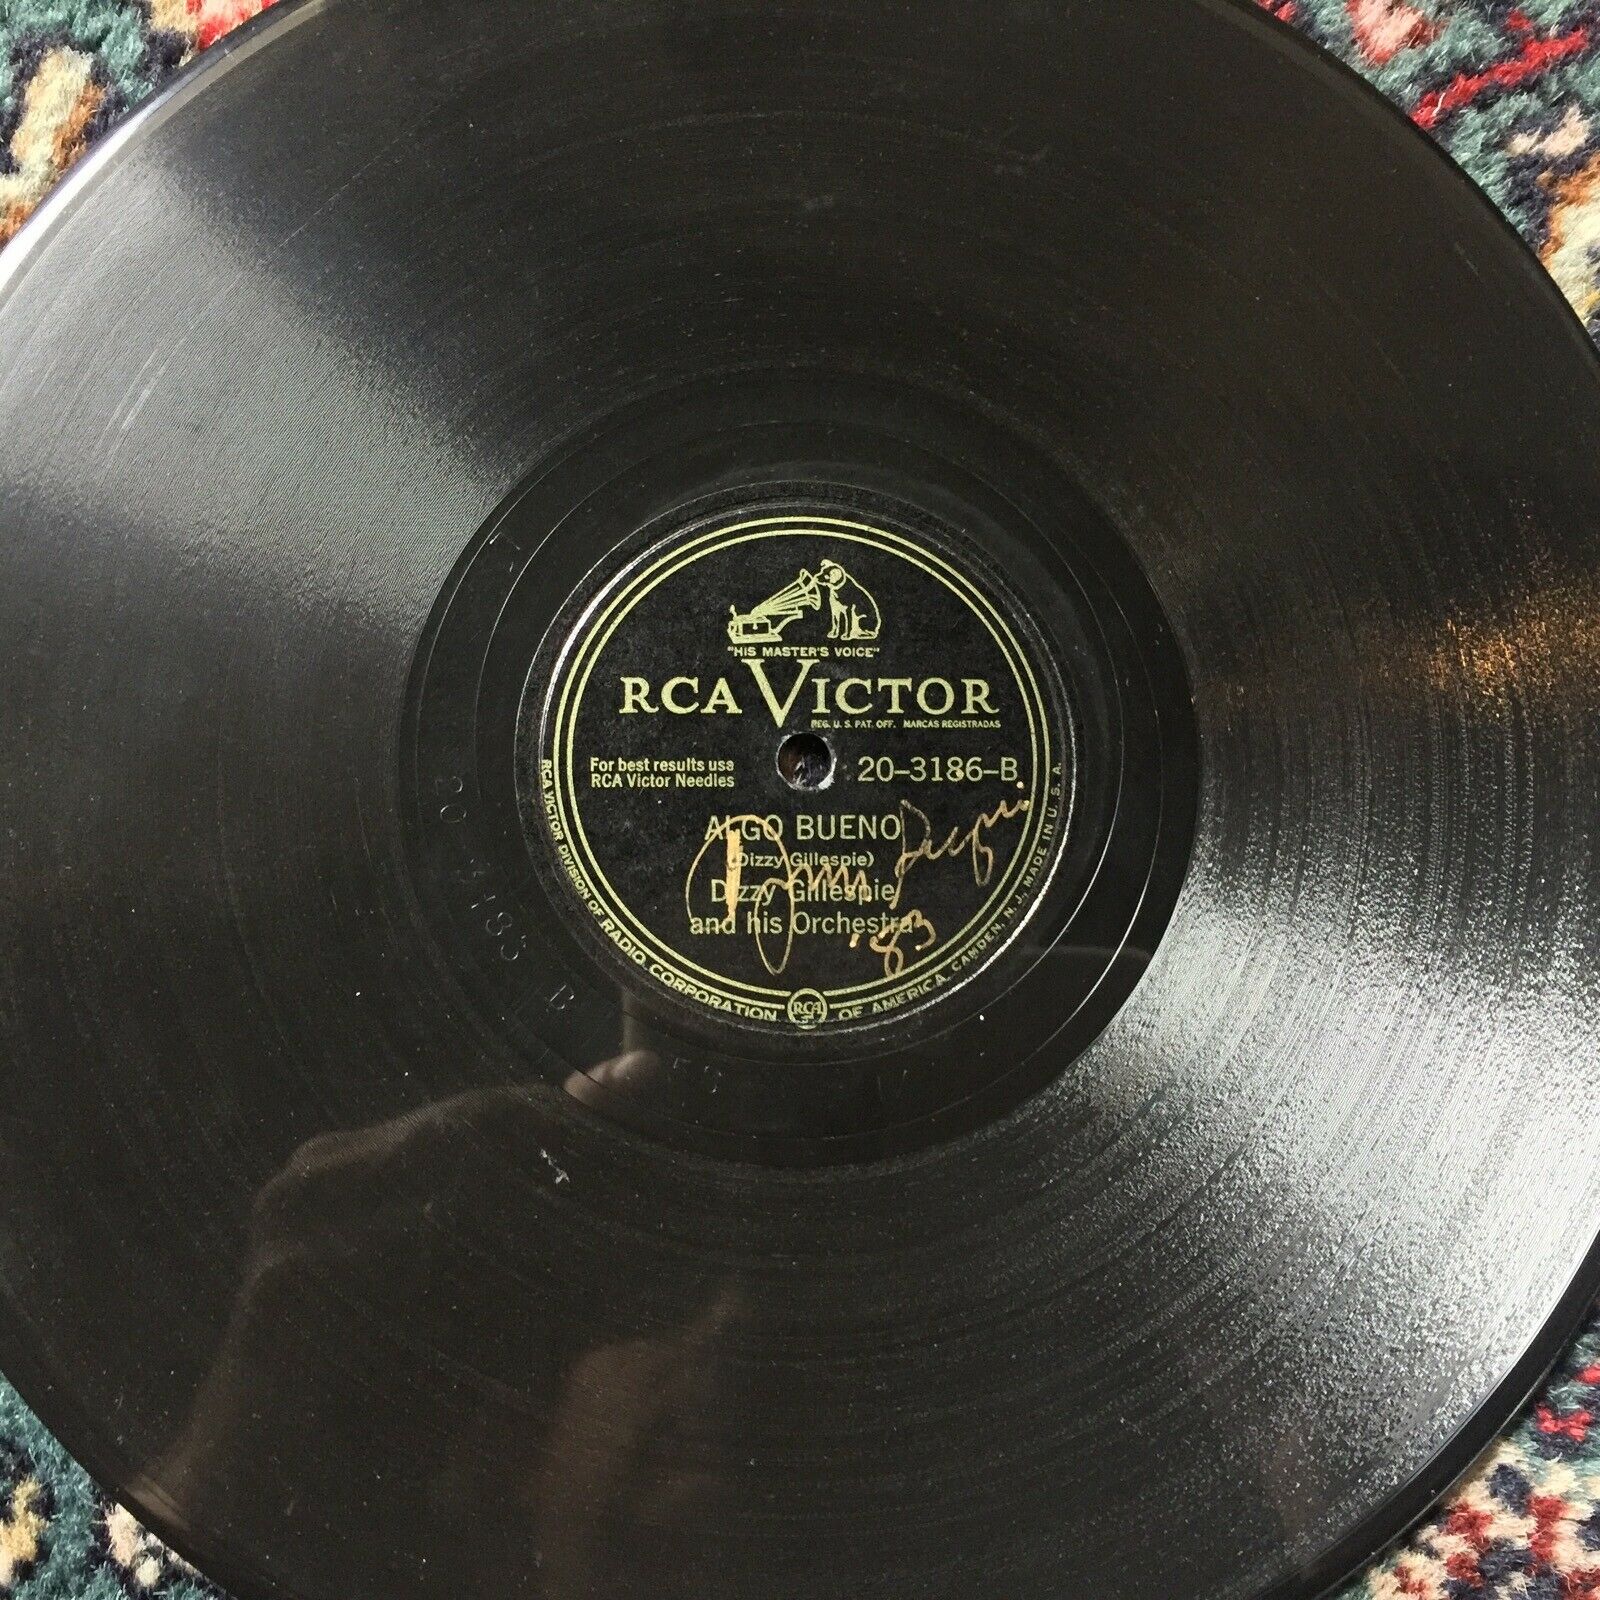 "HIS MASTER'S VOICE"
RCA VICTOR
REG. U. S. PAT. OFF. MARCAS REGISTRADAS
For best results use
RCA Victor Needles
20-3186-B
ALGO BUENO
(Dizzy Gillespie)
Dizzy Gillespie
and his Orchestra
'83
RCA VICTOR DIVISION OF RADIO CORPORATION OF AMERICA, CAMDEN, N. J., MADE IN U. S. A.
RCA